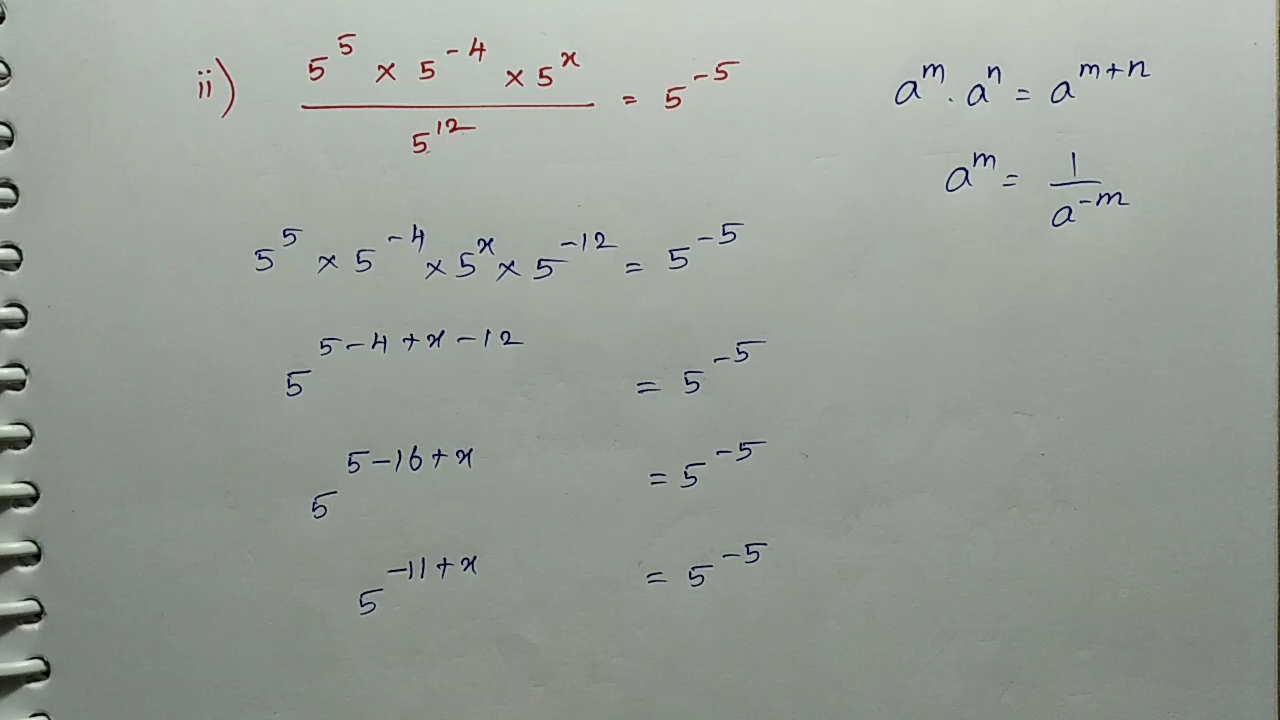 ii) (5^5 × 5^-4 × 5^x) / 5^12 = 5^-5
a^m . a^n = a^m+n
a^m = 1 / a^-m
5^5 × 5^-4 × 5^x × 5^-12 = 5^-5
5^5-4+x-12 = 5^-5
5^5-16+x = 5^-5
5^-11+x = 5^-5